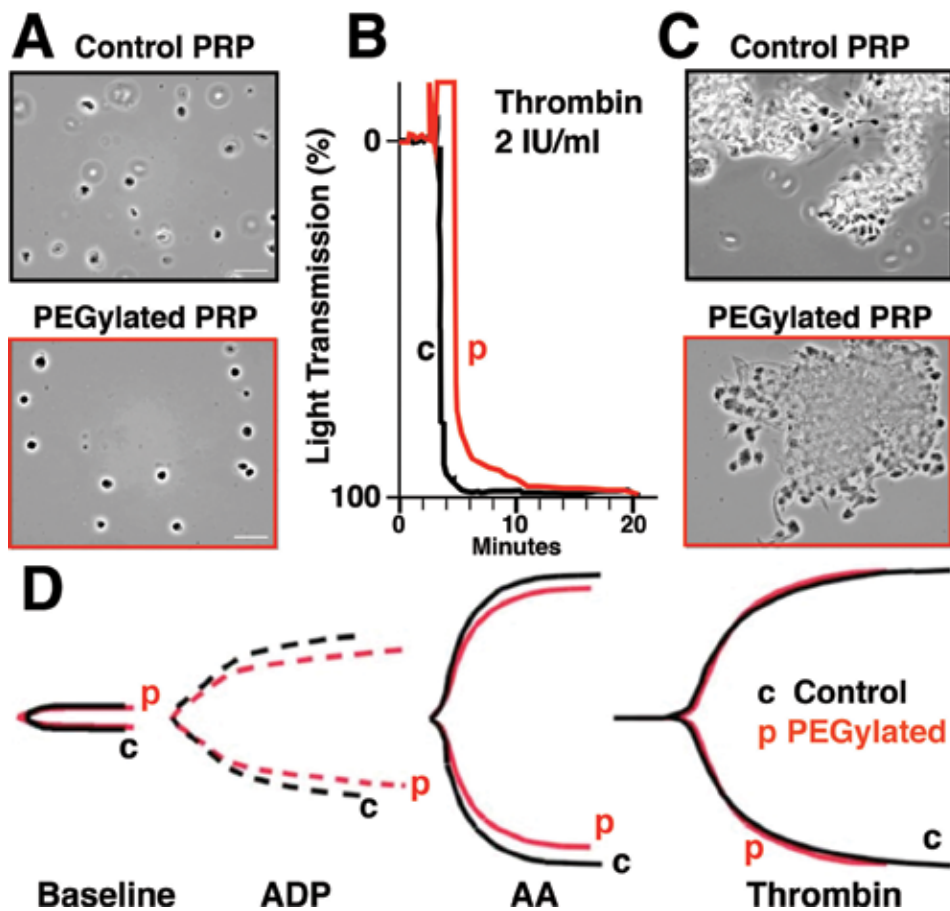 A
Control PRP
PEGylated PRP
B
Thrombin
2 IU/ml
Light Transmission (%)
0
100
c
p
0
10
20
Minutes
C
Control PRP
PEGylated PRP
D
p
c
Baseline
p
c
ADP
p
c
AA
c Control
p PEGylated
c
p
Thrombin